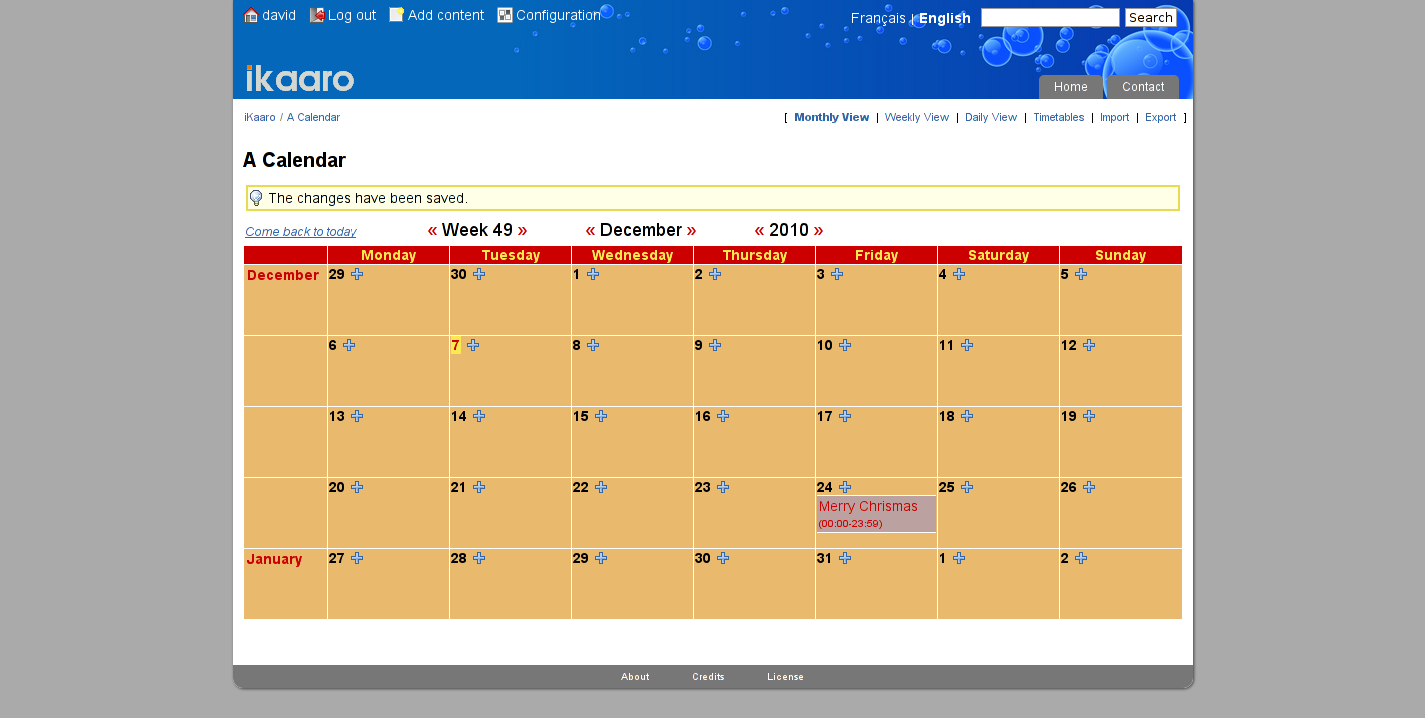 david Log out Add content Configuration Français | English Search
ikaaro
Home Contact
iKaaro / A Calendar [ Monthly View | Weekly View | Daily View | Timetables | Import | Export ]
A Calendar
The changes have been saved.
Come back to today « Week 49 » « December » « 2010 »
Monday Tuesday Wednesday Thursday Friday Saturday Sunday
December 29 30 1 2 3 4 5
6 7 8 9 10 11 12
13 14 15 16 17 18 19
20 21 22 23 24 25 26
Merry Chrismas
(00:00-23:59)
January 27 28 29 30 31 1 2
About Credits License